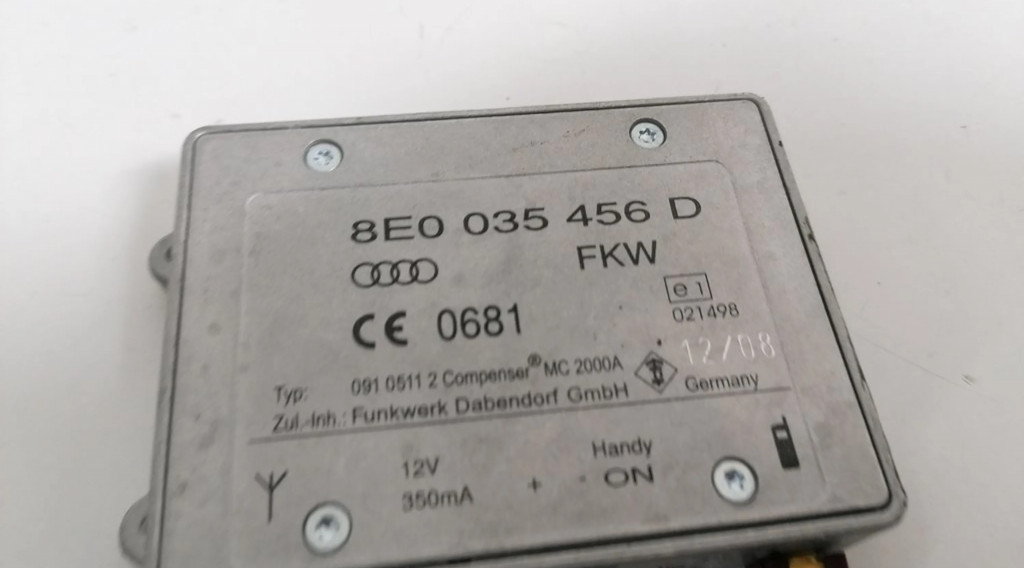 8E0 035 456 D
FKW
e 1
CE 0681
021498
12/08
Typ: 091 0511 2 Compenser® MC 2000A
Zul.-Inh.: Funkwerk Dabendorf GmbH
Germany
12V
350mA
+ -
Handy
ON